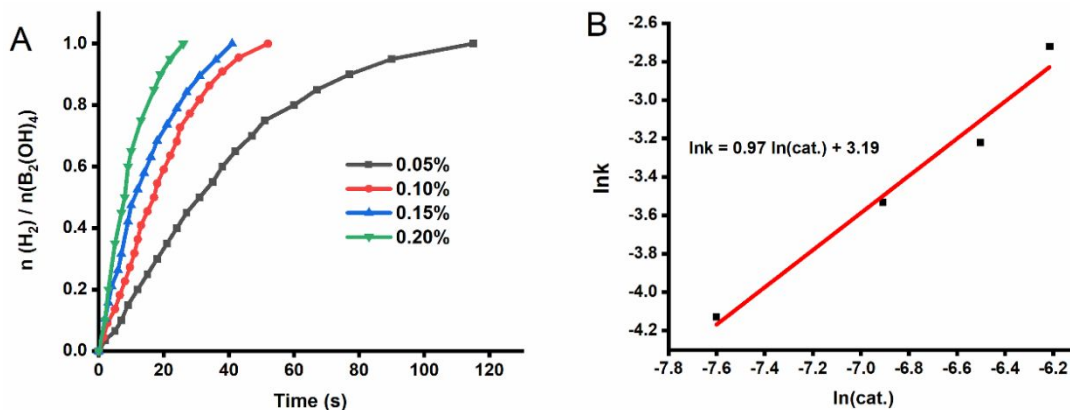 A
n (H₂) / n(B₂(OH)₄)
1.0
0.8
0.6
0.4
0.2
0.0
0.05%
0.10%
0.15%
0.20%
0 20 40 60 80 100 120
Time (s)
B
lnk
-2.6
-2.8
-3.0
-3.2
-3.4
-3.6
-3.8
-4.0
-4.2
lnk = 0.97 ln(cat.) + 3.19
-7.8 -7.6 -7.4 -7.2 -7.0 -6.8 -6.6 -6.4 -6.2
ln(cat.)